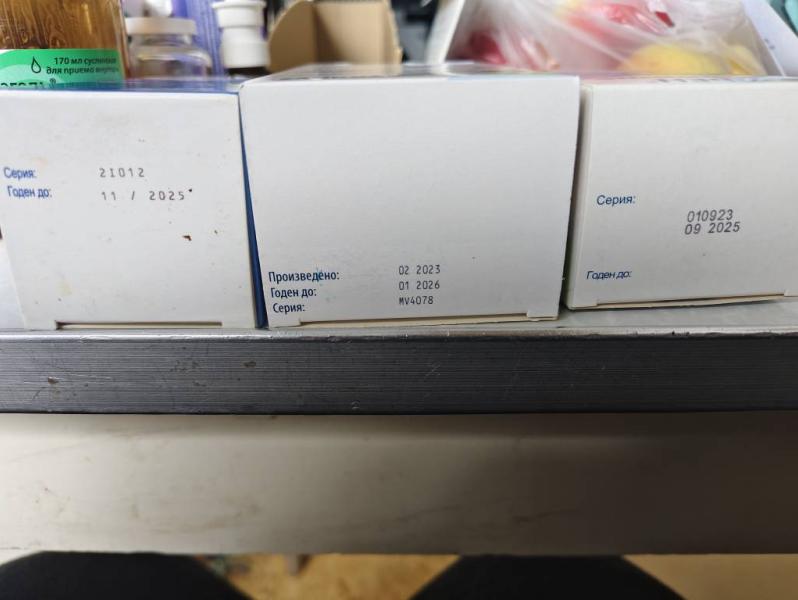 170 мл суспензи
для приема внутрь
Серия: 21012
Годен до: 11 / 2025
Произведено: 02 2023
Годен до: 01 2026
Серия: MV4078
Серия:
010923
09 2025
Годен до: